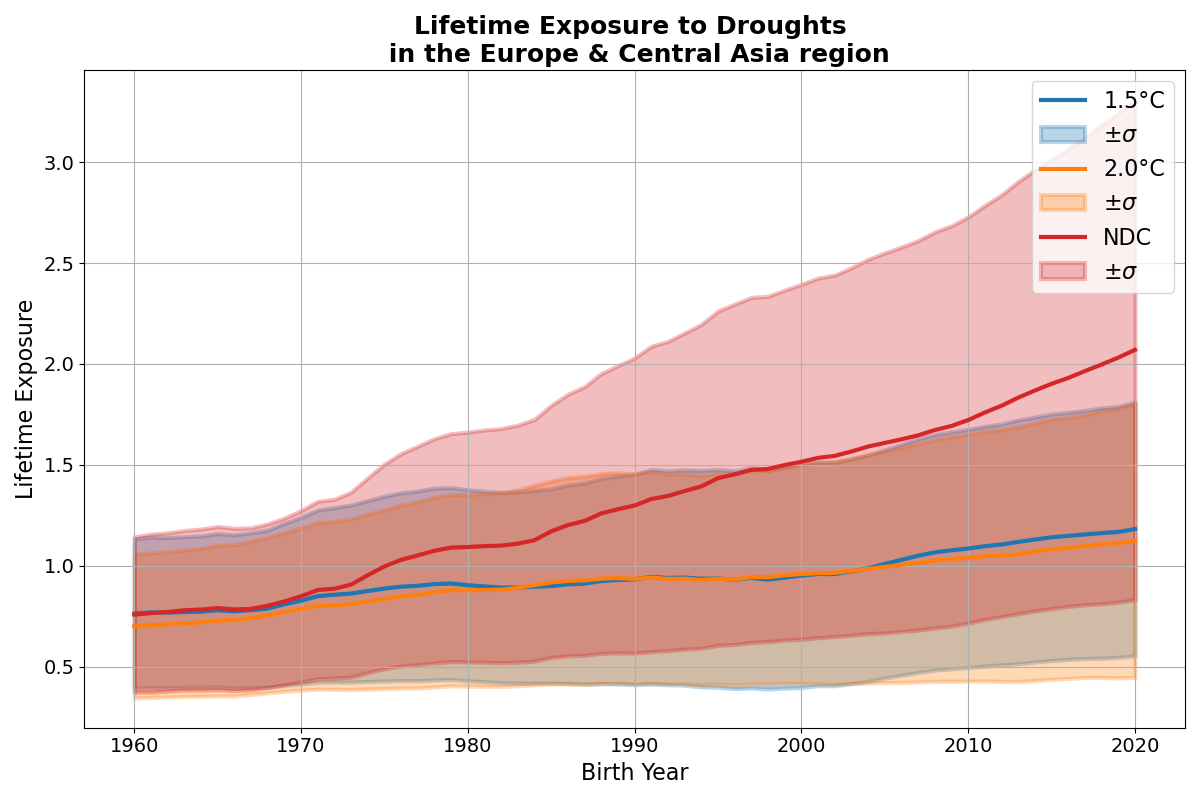 Lifetime Exposure to Droughts
in the Europe & Central Asia region
1.5°C
±σ
2.0°C
±σ
NDC
±σ
Lifetime Exposure
3.0
2.5
2.0
1.5
1.0
0.5
1960 1970 1980 1990 2000 2010 2020
Birth Year